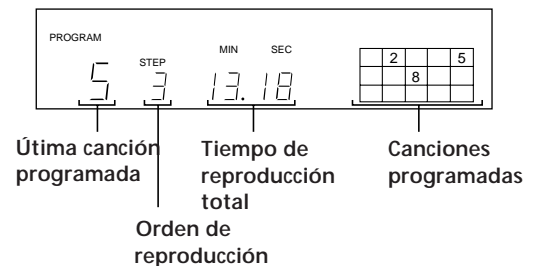 PROGRAM
STEP MIN SEC
5 3 13.18
2 5
8
Útima canción programada
Tiempo de reproducción total
Canciones programadas
Orden de reproducción